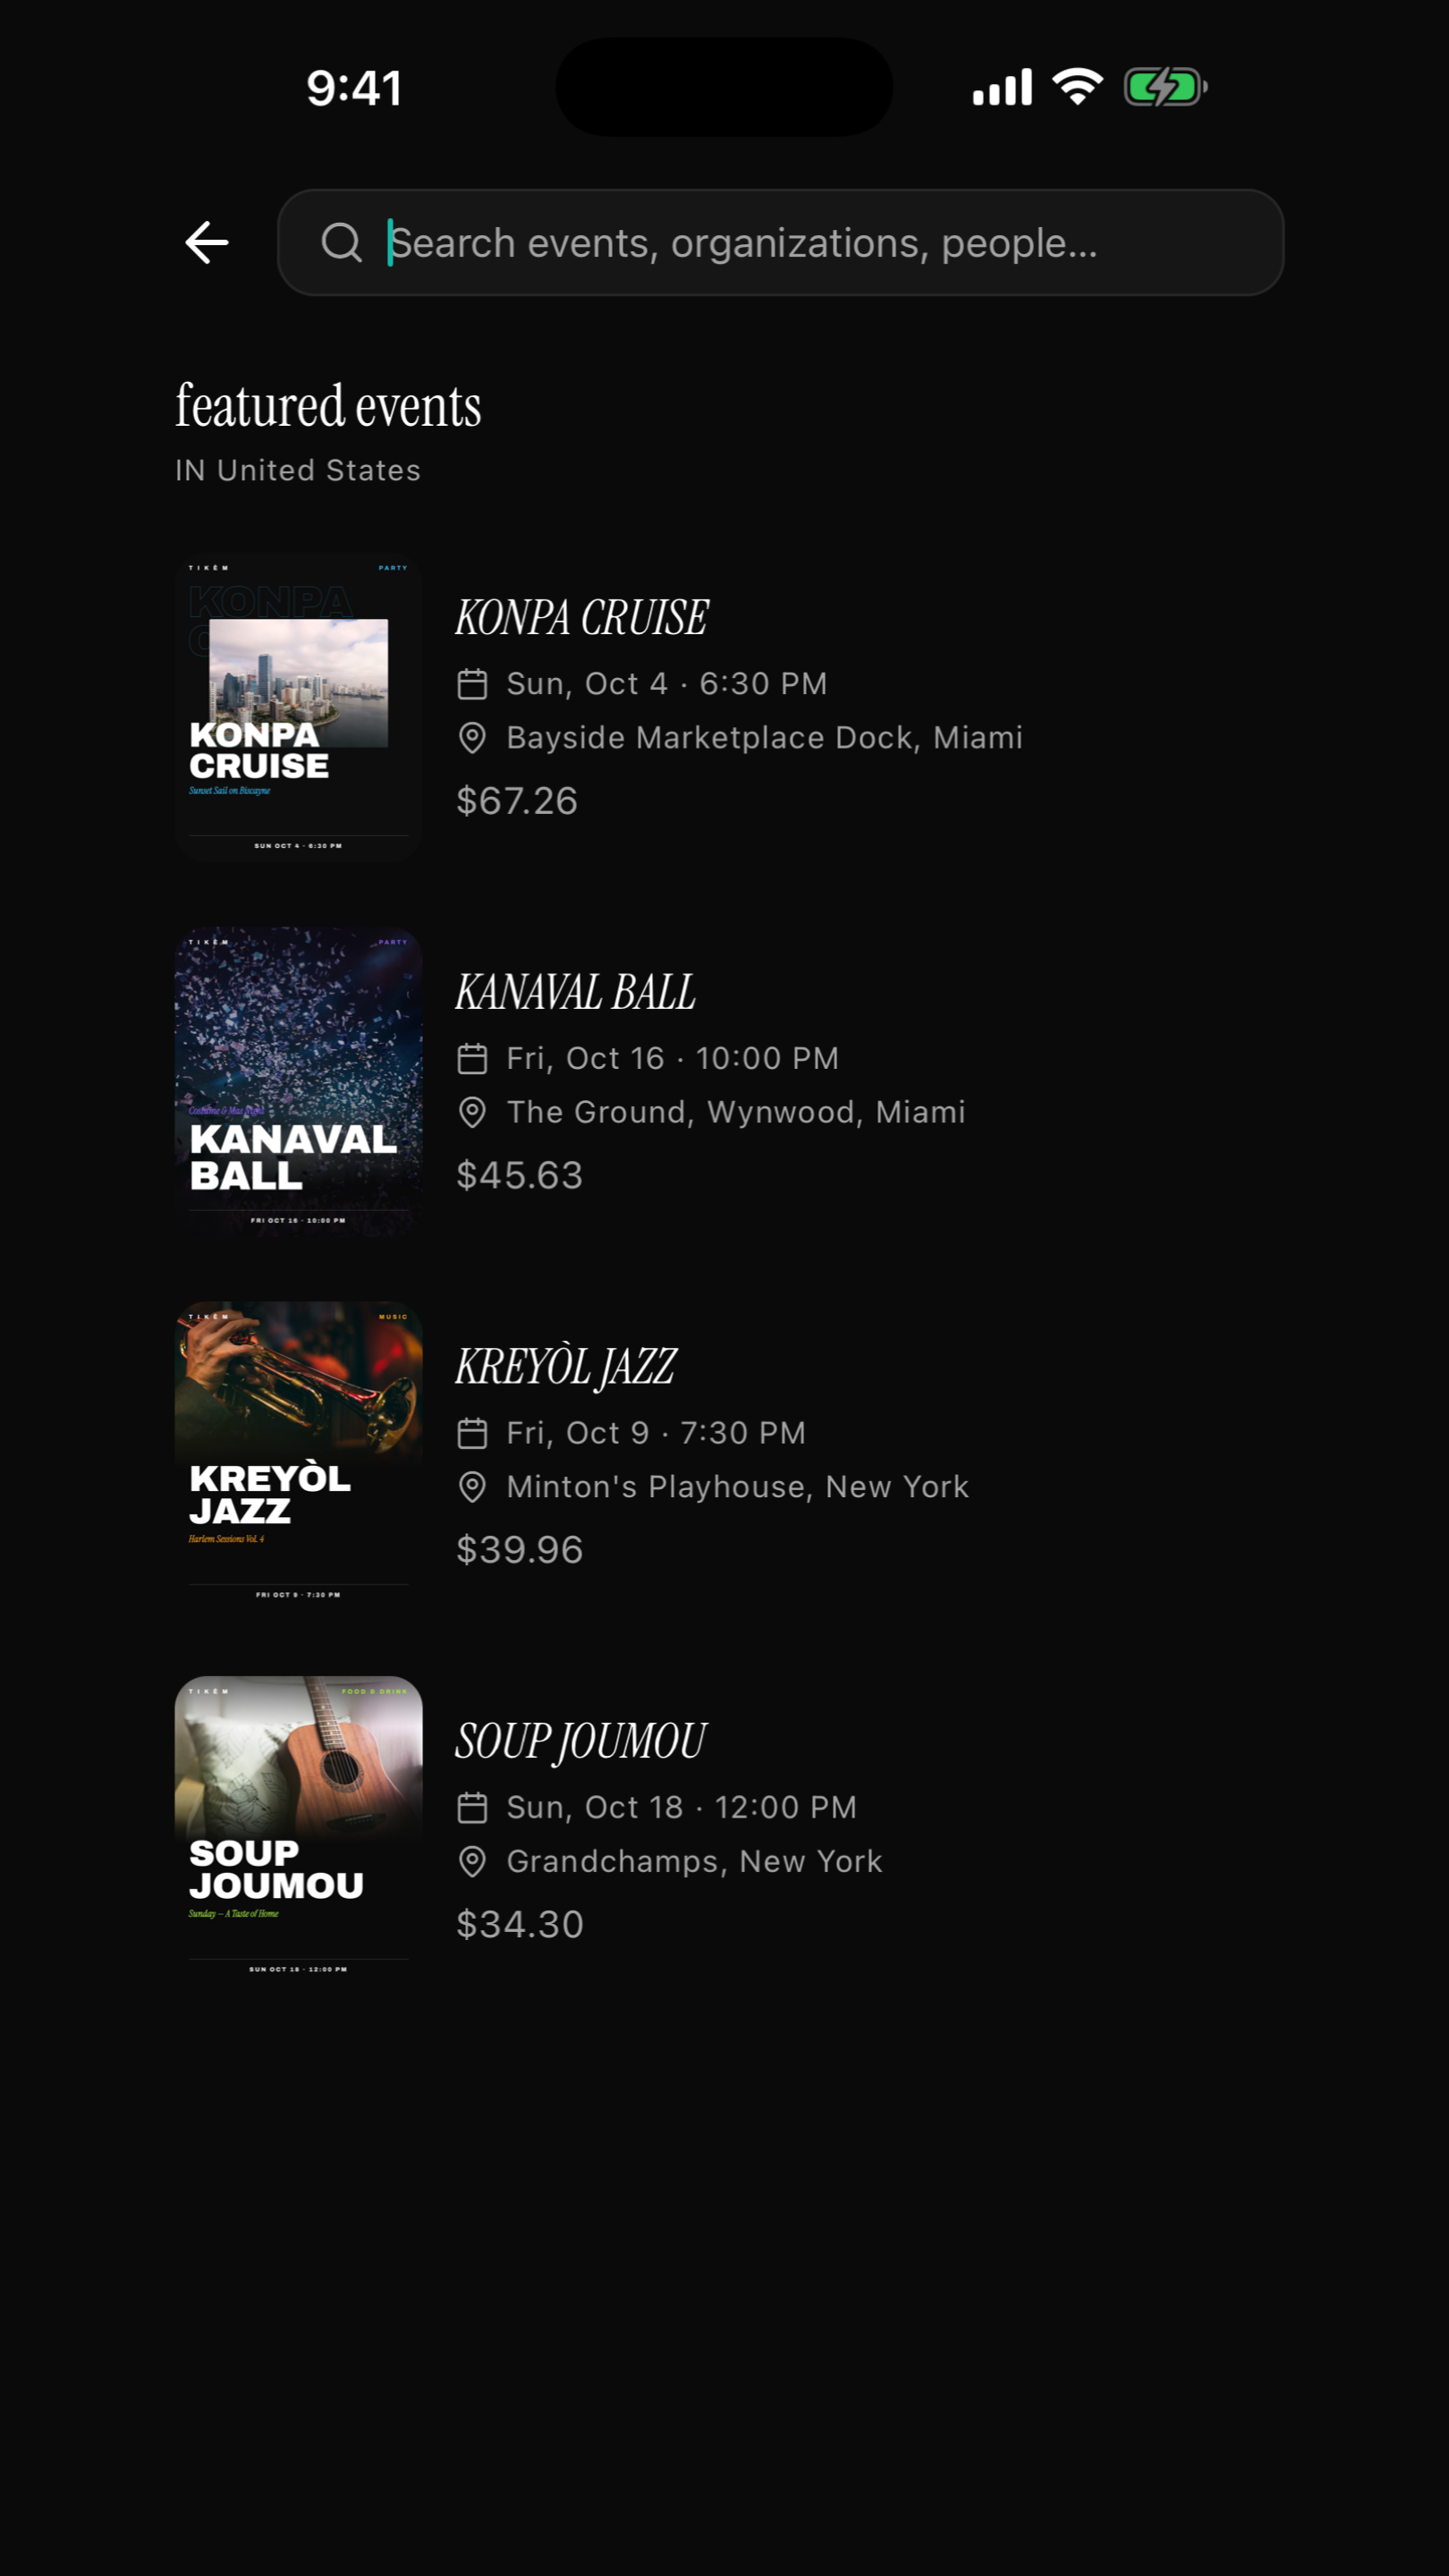 9:41
Search events, organizations, people...
featured events
IN United States
TIKÈM PARTY
KONPA
KONPA
CRUISE
Sunset Sail on Biscayne
SUN OCT 4 · 6:30 PM
KONPA CRUISE
Sun, Oct 4 · 6:30 PM
Bayside Marketplace Dock, Miami
$67.26
TIKÈM PARTY
Costume & Mas Night
KANAVAL
BALL
FRI OCT 16 · 10:00 PM
KANAVAL BALL
Fri, Oct 16 · 10:00 PM
The Ground, Wynwood, Miami
$45.63
TIKÈM MUSIC
KREYÒL
JAZZ
Harlem Sessions Vol. 4
FRI OCT 9 · 7:30 PM
KREYÒL JAZZ
Fri, Oct 9 · 7:30 PM
Minton's Playhouse, New York
$39.96
TIKÈM FOOD & DRINK
SOUP
JOUMOU
Sunday — A Taste of Home
SUN OCT 18 · 12:00 PM
SOUP JOUMOU
Sun, Oct 18 · 12:00 PM
Grandchamps, New York
$34.30